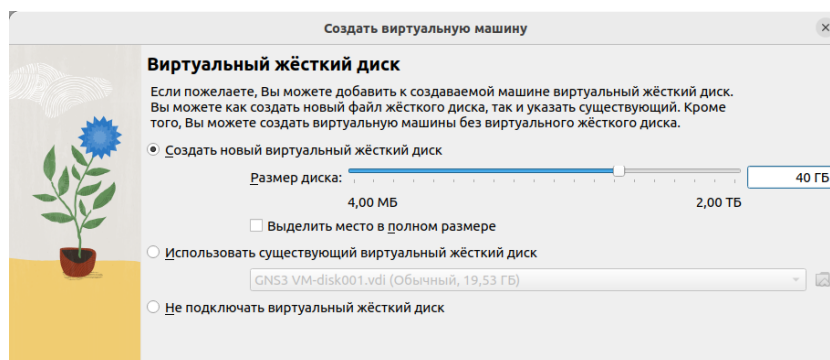 Создать виртуальную машину
Виртуальный жёсткий диск
Если пожелаете, Вы можете добавить к создаваемой машине виртуальный жёсткий диск.
Вы можете как создать новый файл жёсткого диска, так и указать существующий. Кроме
того, Вы можете создать виртуальную машины без виртуального жёсткого диска.
Создать новый виртуальный жёсткий диск
Размер диска: 40 ГБ
4,00 МБ 2,00 ТБ
Выделить место в полном размере
Использовать существующий виртуальный жёсткий диск
GNS3 VM-disk001.vdi (Обычный, 19,53 ГБ)
Не подключать виртуальный жёсткий диск